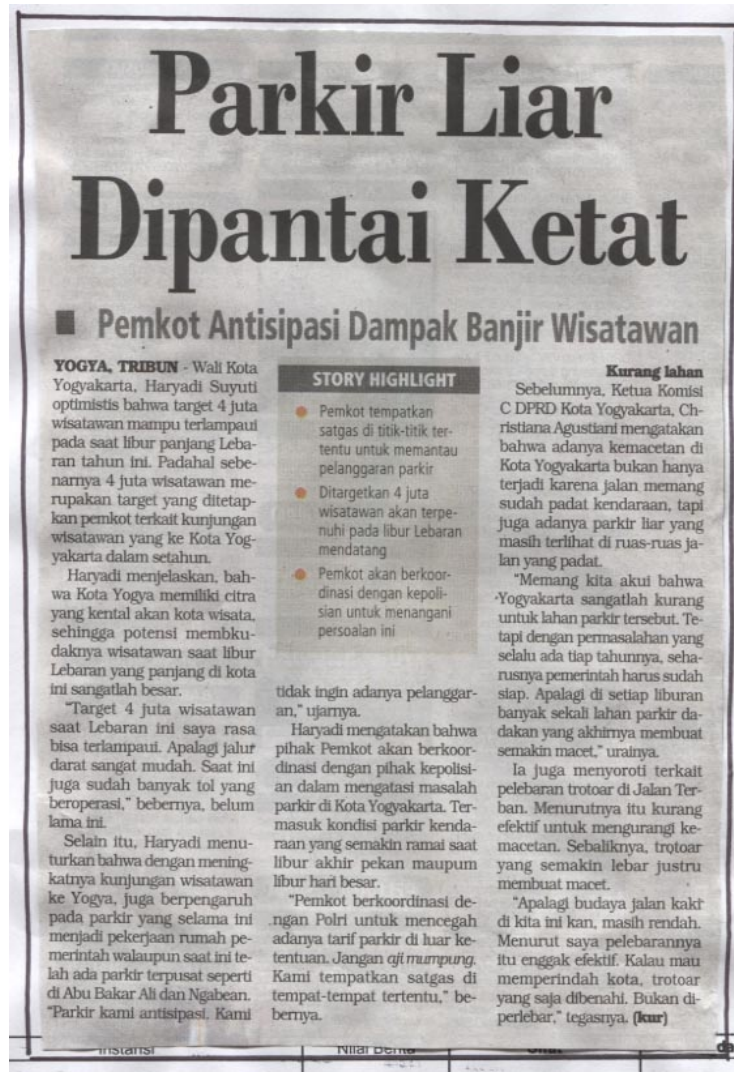 Parkir Liar
Dipantai Ketat
■ Pemkot Antisipasi Dampak Banjir Wisatawan
YOGYA, TRIBUN - Wali Kota
Yogyakarta, Haryadi Suyuti
optimistis bahwa target 4 juta
wisatawan mampu terlampaui
pada saat libur panjang Leba-
ran tahun ini. Padahal sebe-
narnya 4 juta wisatawan me-
rupakan target yang ditetap-
kan pemkot terkait kunjungan
wisatawan yang ke Kota Yog-
yakarta dalam setahun.
Haryadi menjelaskan, bah-
wa Kota Yogya memiliki citra
yang kental akan kota wisata,
sehingga potensi membku-
daknya wisatawan saat libur
Lebaran yang panjang di kota
ini sangatlah besar.
"Target 4 juta wisatawan
saat Lebaran ini saya rasa
bisa terlampaui. Apalagi jalur
darat sangat mudah. Saat ini
juga sudah banyak tol yang
beroperasi," bebernya, belum
lama ini.
Selain itu, Haryadi menu-
turkan bahwa dengan mening-
katnya kunjungan wisatawan
ke Yogya, juga berpengaruh
pada parkir yang selama ini
menjadi pekerjaan rumah pe-
merintah walaupun saat ini te-
lah ada parkir terpusat seperti
di Abu Bakar Ali dan Ngabean.
"Parkir kami antisipasi. Kami
STORY HIGHLIGHT
● Pemkot tempatkan
satgas di titik-titik ter-
tentu untuk memantau
pelanggaran parkir
● Ditargetkan 4 juta
wisatawan akan terpe-
nuhi pada libur Lebaran
mendatang
● Pemkot akan berkoor-
dinasi dengan kepoli-
sian untuk menangani
persoalan ini
tidak ingin adanya pelanggar-
an," ujarnya.
Haryadi mengatakan bahwa
pihak Pemkot akan berkoor-
dinasi dengan pihak kepolisi-
an dalam mengatasi masalah
parkir di Kota Yogyakarta. Ter-
masuk kondisi parkir kenda-
raan yang semakin ramai saat
libur akhir pekan maupum
libur hari besar.
"Pemkot berkoordinasi de-
ngan Polri untuk mencegah
adanya tarif parkir di luar ke-
tentuan. Jangan aji mumpung.
Kami tempatkan satgas di
tempat-tempat tertentu," be-
bernya.
Kurang lahan
Sebelumnya, Ketua Komisi
C DPRD Kota Yogyakarta, Ch-
ristiana Agustiani mengatakan
bahwa adanya kemacetan di
Kota Yogyakarta bukan hanya
terjadi karena jalan memang
sudah padat kendaraan, tapi
juga adanya parkir liar yang
masih terlihat di ruas-ruas ja-
lan yang padat.
"Memang kita akui bahwa
Yogyakarta sangatlah kurang
untuk lahan parkir tersebut. Te-
tapi dengan permasalahan yang
selalu ada tiap tahunnya, seha-
rusnya pemerintah harus sudah
siap. Apalagi di setiap liburan
banyak sekali lahan parkir da-
dakan yang akhirnya membuat
semakin macet," urainya.
Ia juga menyoroti terkait
pelebaran trotoar di Jalan Ter-
ban. Menurutnya itu kurang
efektif untuk mengurangi ke-
macetan. Sebaliknya, trotoar
yang semakin lebar justru
membuat macet.
"Apalagi budaya jalan kaki
di kita ini kan, masih rendah.
Menurut saya pelebarannya
itu enggak efektif. Kalau mau
memperindah kota, trotoar
yang saja dibenahi. Bukan di-
perlebar," tegasnya. (kur)
Instansi
Nilai Berita
da